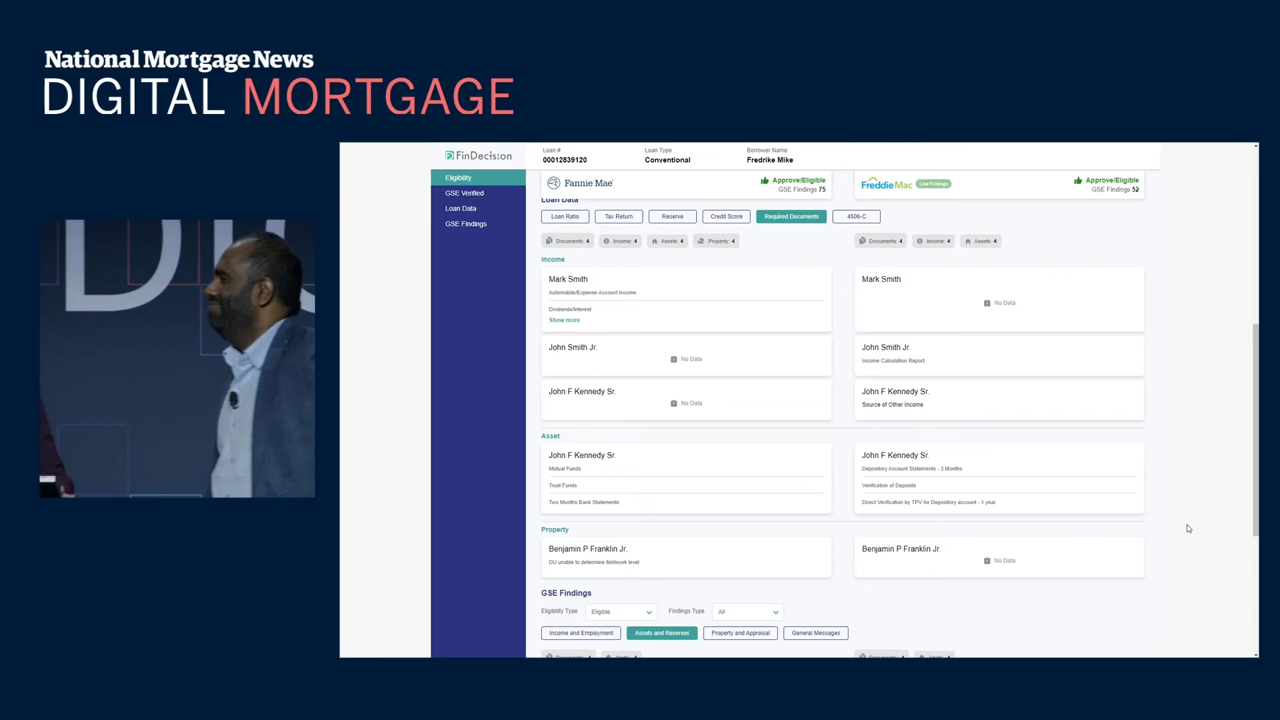 National Mortgage News
DIGITAL MORTGAGE
FinDecision
Loan #
00012839120
Loan Type
Conventional
Borrower Name
Fredrike Mike
Eligibility
GSE Verified
Loan Data
GSE Findings
Fannie Mae
Approve/Eligible
GSE Findings 75
Freddie Mac
Low Findings
Approve/Eligible
GSE Findings 52
Loan Data
Loan Ratio
Tax Return
Reserve
Credit Score
Required Documents
4506-C
Documents: 4
Income: 4
Assets: 4
Property: 4
Documents: 4
Income: 4
Assets: 4
Income
Mark Smith
Automobile/Expense Account Income
Dividends/Interest
Show more
Mark Smith
No Data
John Smith Jr.
No Data
John Smith Jr.
Income Calculation Report
John F Kennedy Sr.
No Data
John F Kennedy Sr.
Source of Other Income
Asset
John F Kennedy Sr.
Mutual Funds
Trust Funds
Two Months Bank Statements
John F Kennedy Sr.
Depository Account Statements - 3 Months
Verification of Deposits
Direct Verification by TPV for Depository account - 1 year
Property
Benjamin P Franklin Jr.
DU unable to determine fieldwork level
Benjamin P Franklin Jr.
No Data
GSE Findings
Eligibility Type
Eligible
Findings Type
All
Income and Employment
Assets and Reserves
Property and Appraisal
General Messages